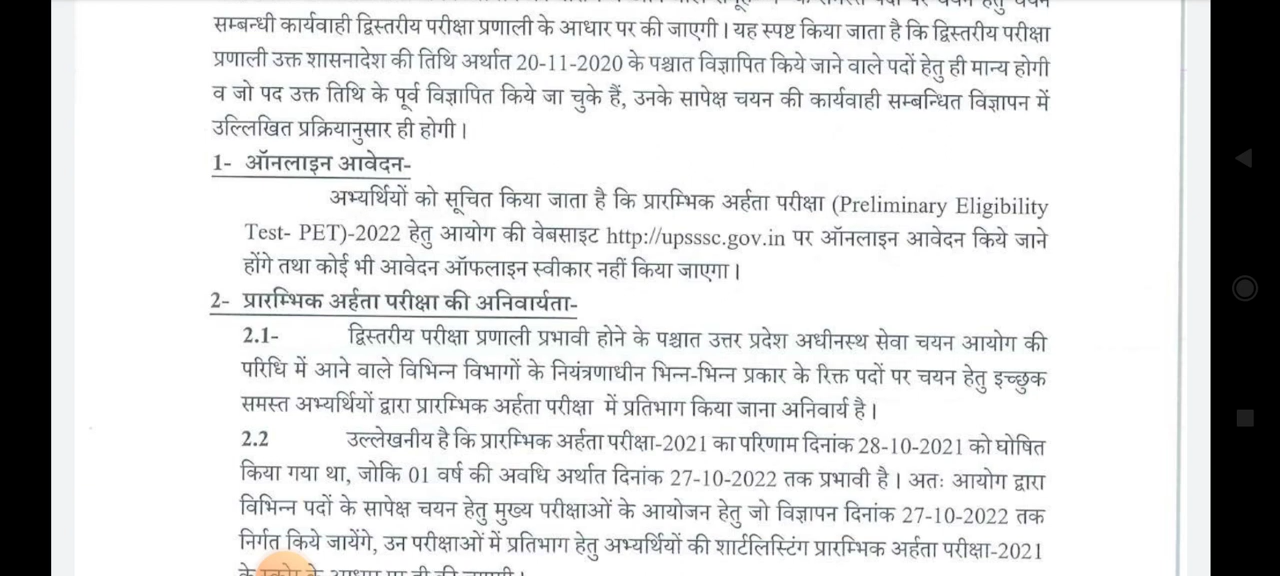 सम्बन्धी कार्यवाही द्विस्तरीय परीक्षा प्रणाली के आधार पर की जाएगी। यह स्पष्ट किया जाता है कि द्विस्तरीय परीक्षा
प्रणाली उक्त शासनादेश की तिथि अर्थात 20-11-2020 के पश्चात विज्ञापित किये जाने वाले पदों हेतु ही मान्य होगी
व जो पद उक्त तिथि के पूर्व विज्ञापित किये जा चुके हैं, उनके सापेक्ष चयन की कार्यवाही सम्बन्धित विज्ञापन में
उल्लिखित प्रक्रियानुसार ही होगी।
1- ऑनलाइन आवेदन-
अभ्यर्थियों को सूचित किया जाता है कि प्रारम्भिक अर्हता परीक्षा (Preliminary Eligibility
Test- PET)-2022 हेतु आयोग की वेबसाइट http://upsssc.gov.in पर ऑनलाइन आवेदन किये जाने
होंगे तथा कोई भी आवेदन ऑफलाइन स्वीकार नहीं किया जाएगा।
2- प्रारम्भिक अर्हता परीक्षा की अनिवार्यता-
2.1- द्विस्तरीय परीक्षा प्रणाली प्रभावी होने के पश्चात उत्तर प्रदेश अधीनस्थ सेवा चयन आयोग की
परिधि में आने वाले विभिन्न विभागों के नियंत्रणाधीन भिन्न-भिन्न प्रकार के रिक्त पदों पर चयन हेतु इच्छुक
समस्त अभ्यर्थियों द्वारा प्रारम्भिक अर्हता परीक्षा में प्रतिभाग किया जाना अनिवार्य है।
2.2 उल्लेखनीय है कि प्रारम्भिक अर्हता परीक्षा-2021 का परिणाम दिनांक 28-10-2021 को घोषित
किया गया था, जोकि 01 वर्ष की अवधि अर्थात दिनांक 27-10-2022 तक प्रभावी है। अतः आयोग द्वारा
विभिन्न पदों के सापेक्ष चयन हेतु मुख्य परीक्षाओं के आयोजन हेतु जो विज्ञापन दिनांक 27-10-2022 तक
निर्गत किये जायेंगे, उन परीक्षाओं में प्रतिभाग हेतु अभ्यर्थियों की शार्टलिस्टिंग प्रारम्भिक अर्हता परीक्षा-2021